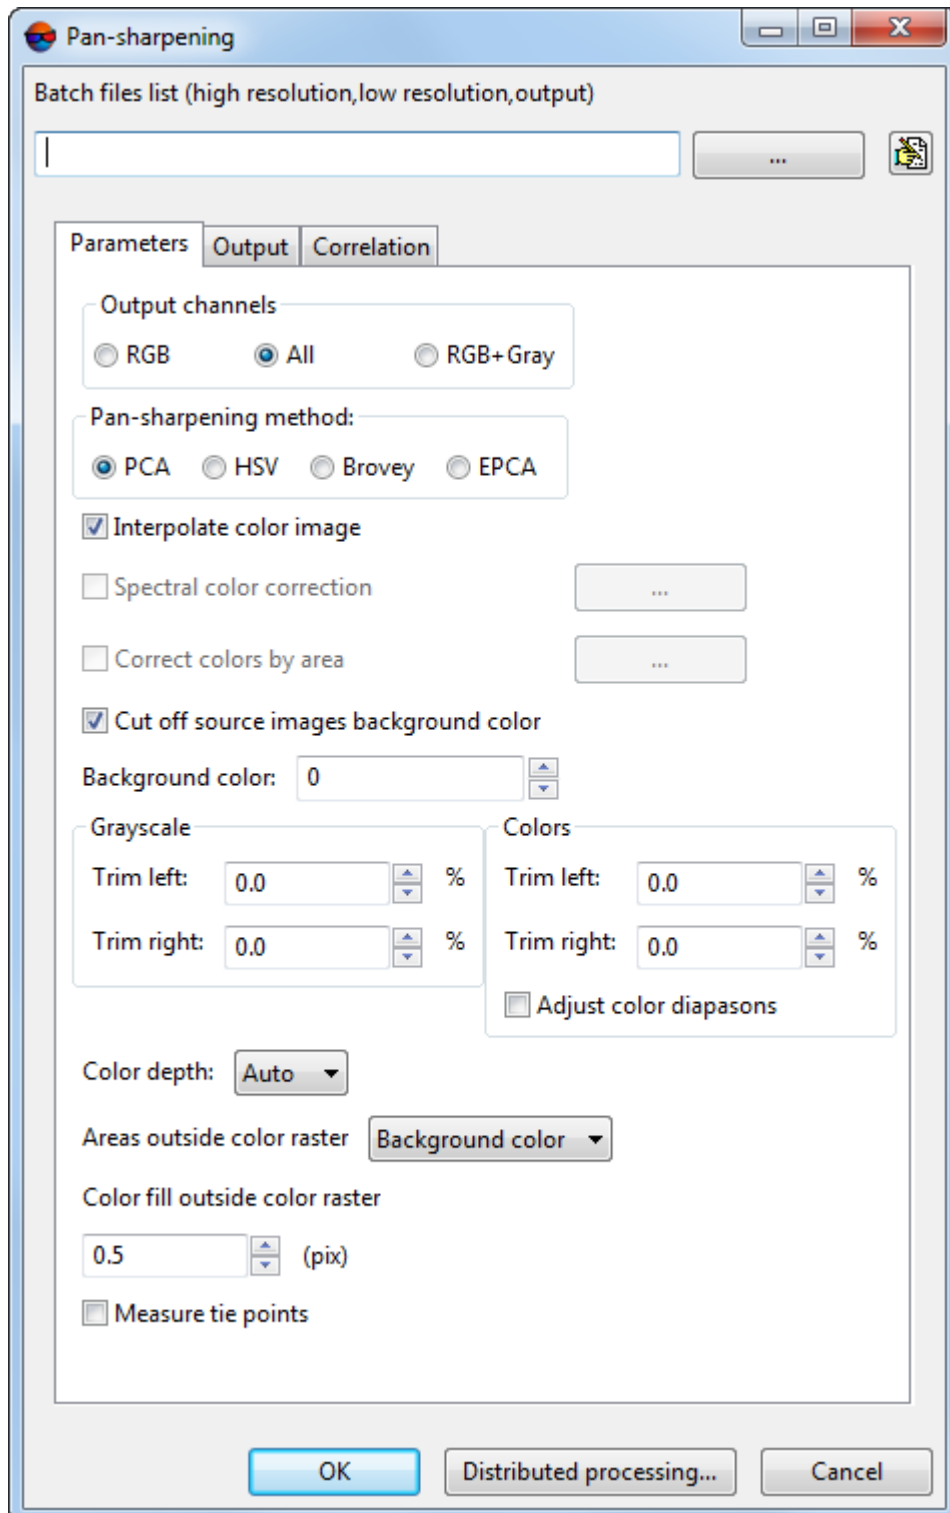 Pan-sharpening
Batch files list (high resolution,low resolution,output)
...
Parameters Output Correlation
Output channels
RGB All RGB+Gray
Pan-sharpening method:
PCA HSV Brovey EPCA
Interpolate color image
Spectral color correction ...
Correct colors by area ...
Cut off source images background color
Background color: 0
Grayscale Colors
Trim left: 0.0 % Trim left: 0.0 %
Trim right: 0.0 % Trim right: 0.0 %
Adjust color diapasons
Color depth: Auto
Areas outside color raster Background color
Color fill outside color raster
0.5 (pix)
Measure tie points
OK Distributed processing... Cancel